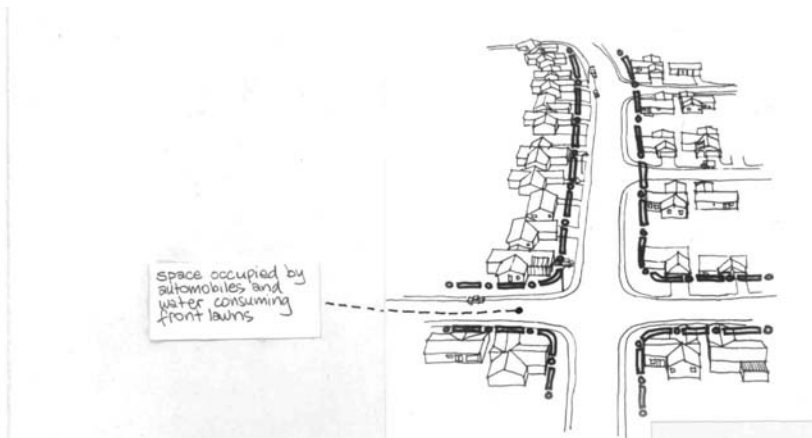 space occupied by
automobiles and
water consuming
front lawns